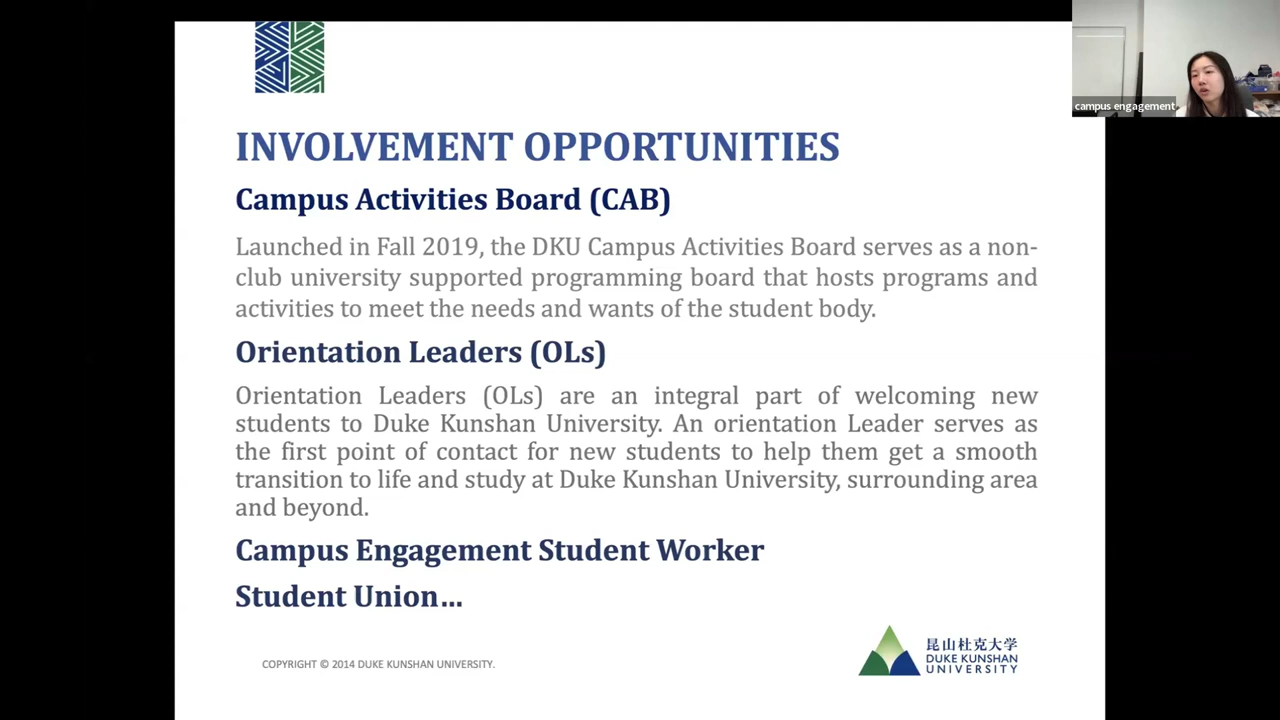 campus engagement
INVOLVEMENT OPPORTUNITIES
Campus Activities Board (CAB)
Launched in Fall 2019, the DKU Campus Activities Board serves as a non-
club university supported programming board that hosts programs and
activities to meet the needs and wants of the student body.
Orientation Leaders (OLs)
Orientation Leaders (OLs) are an integral part of welcoming new
students to Duke Kunshan University. An orientation Leader serves as
the first point of contact for new students to help them get a smooth
transition to life and study at Duke Kunshan University, surrounding area
and beyond.
Campus Engagement Student Worker
Student Union…
COPYRIGHT © 2014 DUKE KUNSHAN UNIVERSITY.
昆山杜克大学
DUKE KUNSHAN
UNIVERSITY